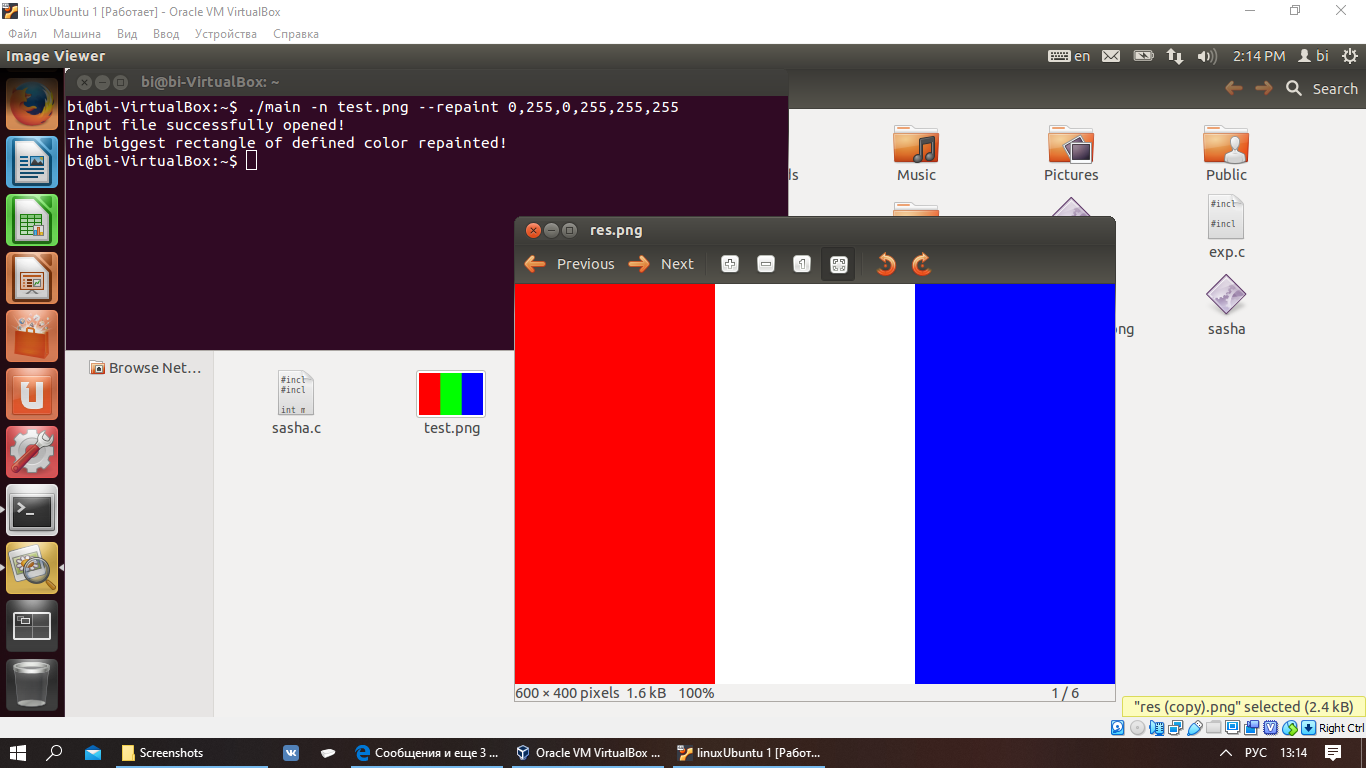 linuxUbuntu 1 [Работает] - Oracle VM VirtualBox
Файл Машина Вид Ввод Устройства Справка
Image Viewer en 2:14 PM bi
bi@bi-VirtualBox: ~
Search
bi@bi-VirtualBox:~$ ./main -n test.png --repaint 0,255,0,255,255,255
Input file successfully opened!
The biggest rectangle of defined color repainted!
bi@bi-VirtualBox:~$
ls Music Pictures Public
#incl
#incl
exp.c
res.png
Previous Next
ng sasha
Browse Net...
#incl
#incl
int m
sasha.c test.png
600 × 400 pixels 1.6 kB 100% 1 / 6
"res (copy).png" selected (2.4 kB)
Right Ctrl
Screenshots Сообщения и еще 3 ... Oracle VM VirtualBox ... linuxUbuntu 1 [Работ... РУС 13:14